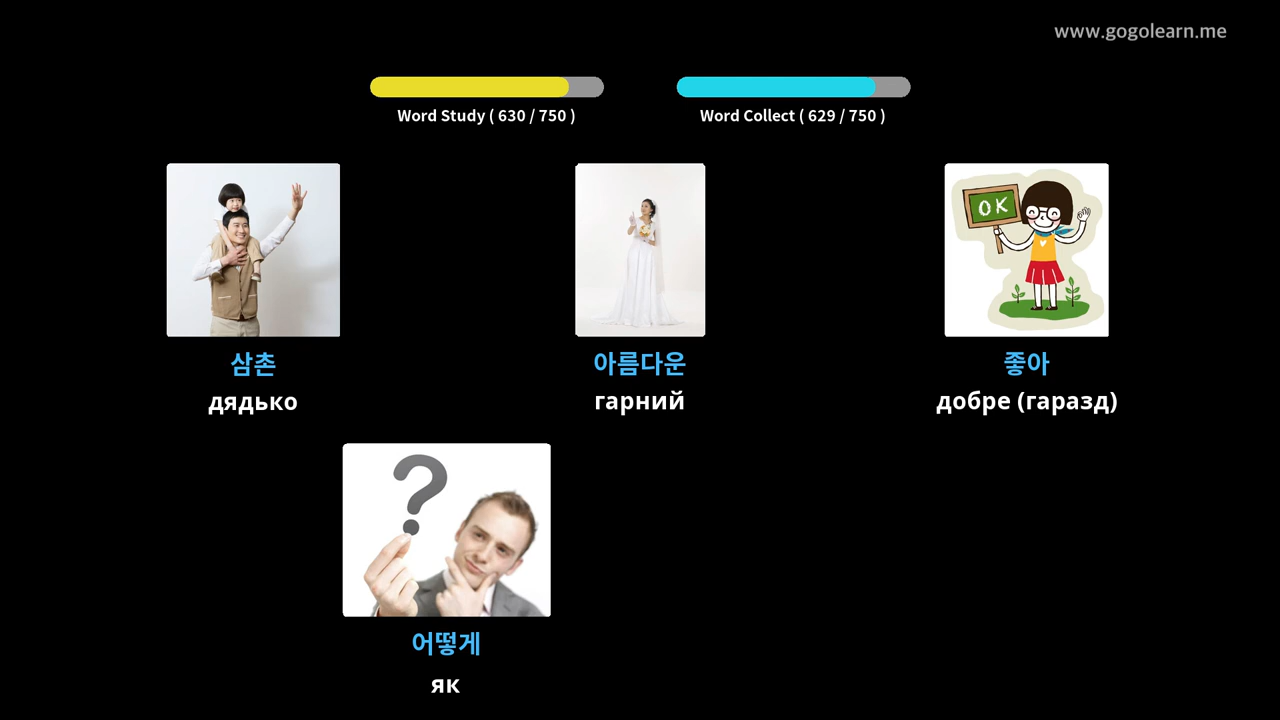 www.gogolearn.me
Word Study ( 630 / 750 )
Word Collect ( 629 / 750 )
OK
삼촌
дядько
아름다운
гарний
좋아
добре (гаразд)
?
어떻게
як